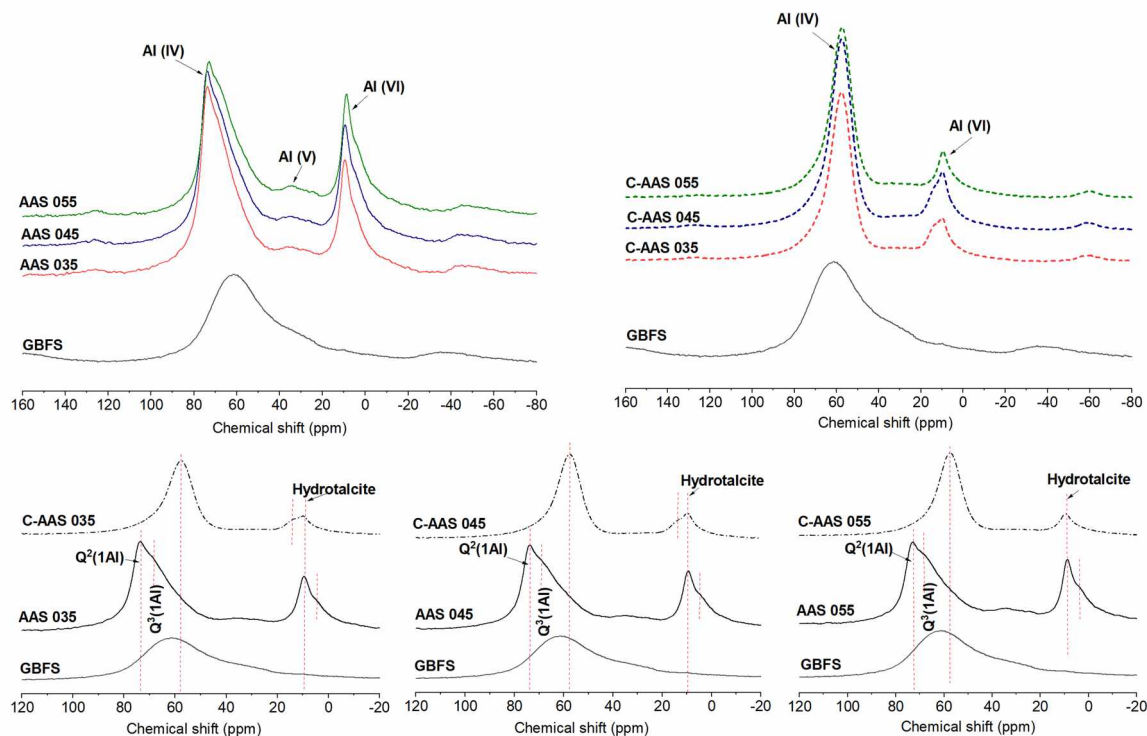 Al (IV)
Al (VI)
Al (V)
AAS 055
AAS 045
AAS 035
GBFS
160 140 120 100 80 60 40 20 0 -20 -40 -60 -80
Chemical shift (ppm)
Al (IV)
Al (VI)
C-AAS 055
C-AAS 045
C-AAS 035
GBFS
160 140 120 100 80 60 40 20 0 -20 -40 -60 -80
Chemical shift (ppm)
Hydrotalcite
C-AAS 035
Q²(1Al)
Q³(1Al)
AAS 035
GBFS
120 100 80 60 40 20 0 -20
Chemical shift (ppm)
Hydrotalcite
C-AAS 045
Q²(1Al)
Q³(1Al)
AAS 045
GBFS
120 100 80 60 40 20 0 -20
Chemical shift (ppm)
Hydrotalcite
C-AAS 055
Q²(1Al)
Q³(1Al)
AAS 055
GBFS
120 100 80 60 40 20 0 -20
Chemical shift (ppm)